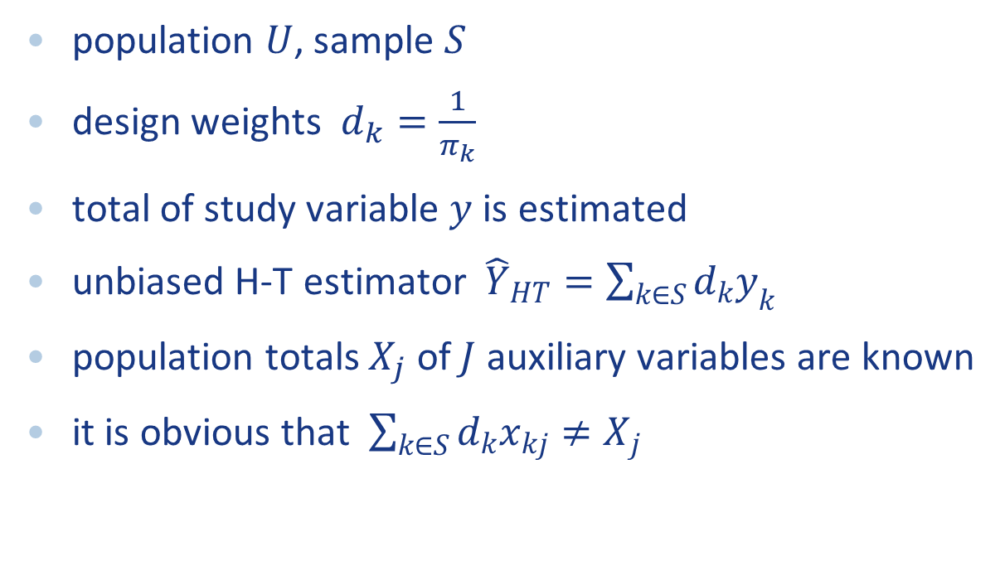 • population 𝑈, sample 𝑆
• design weights $d_k = \frac{1}{\pi_k}$
• total of study variable 𝑦 is estimated
• unbiased H-T estimator $\widehat{Y}_{HT} = \sum_{k \in S} d_k y_k$
• population totals $X_j$ of $J$ auxiliary variables are known
• it is obvious that $\sum_{k \in S} d_k x_{kj} \neq X_j$